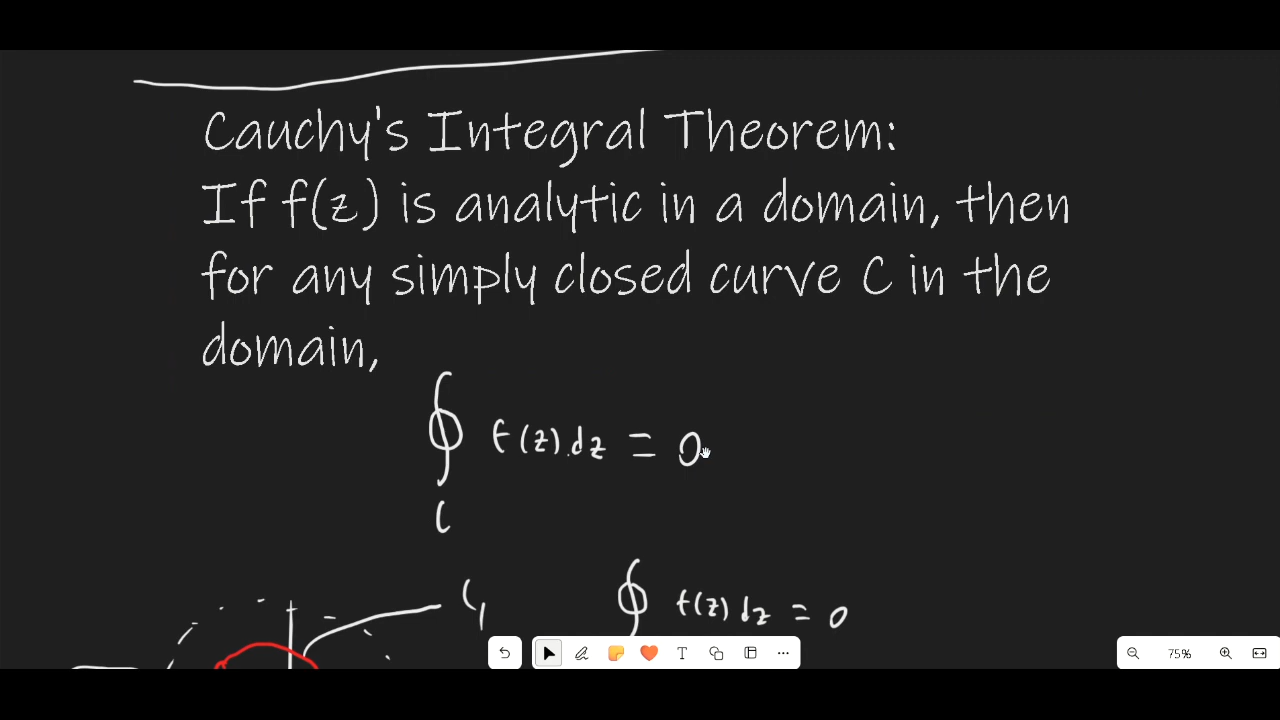 Cauchy's Integral Theorem:
If f(z) is analytic in a domain, then
for any simply closed curve C in the
domain,
∮ f(z).dz = 0
C
C₁
∮ f(z) dz = 0
T
75%